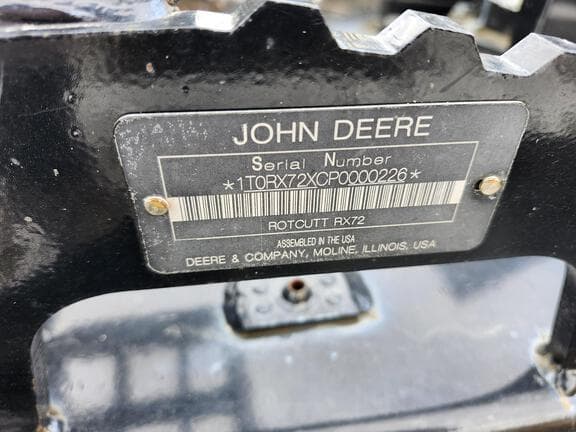 JOHN DEERE
Serial Number
*1T0RX72XCP0000226*
ROTCUTT RX72
ASSEMBLED IN THE USA
DEERE & COMPANY, MOLINE, ILLINOIS, USA